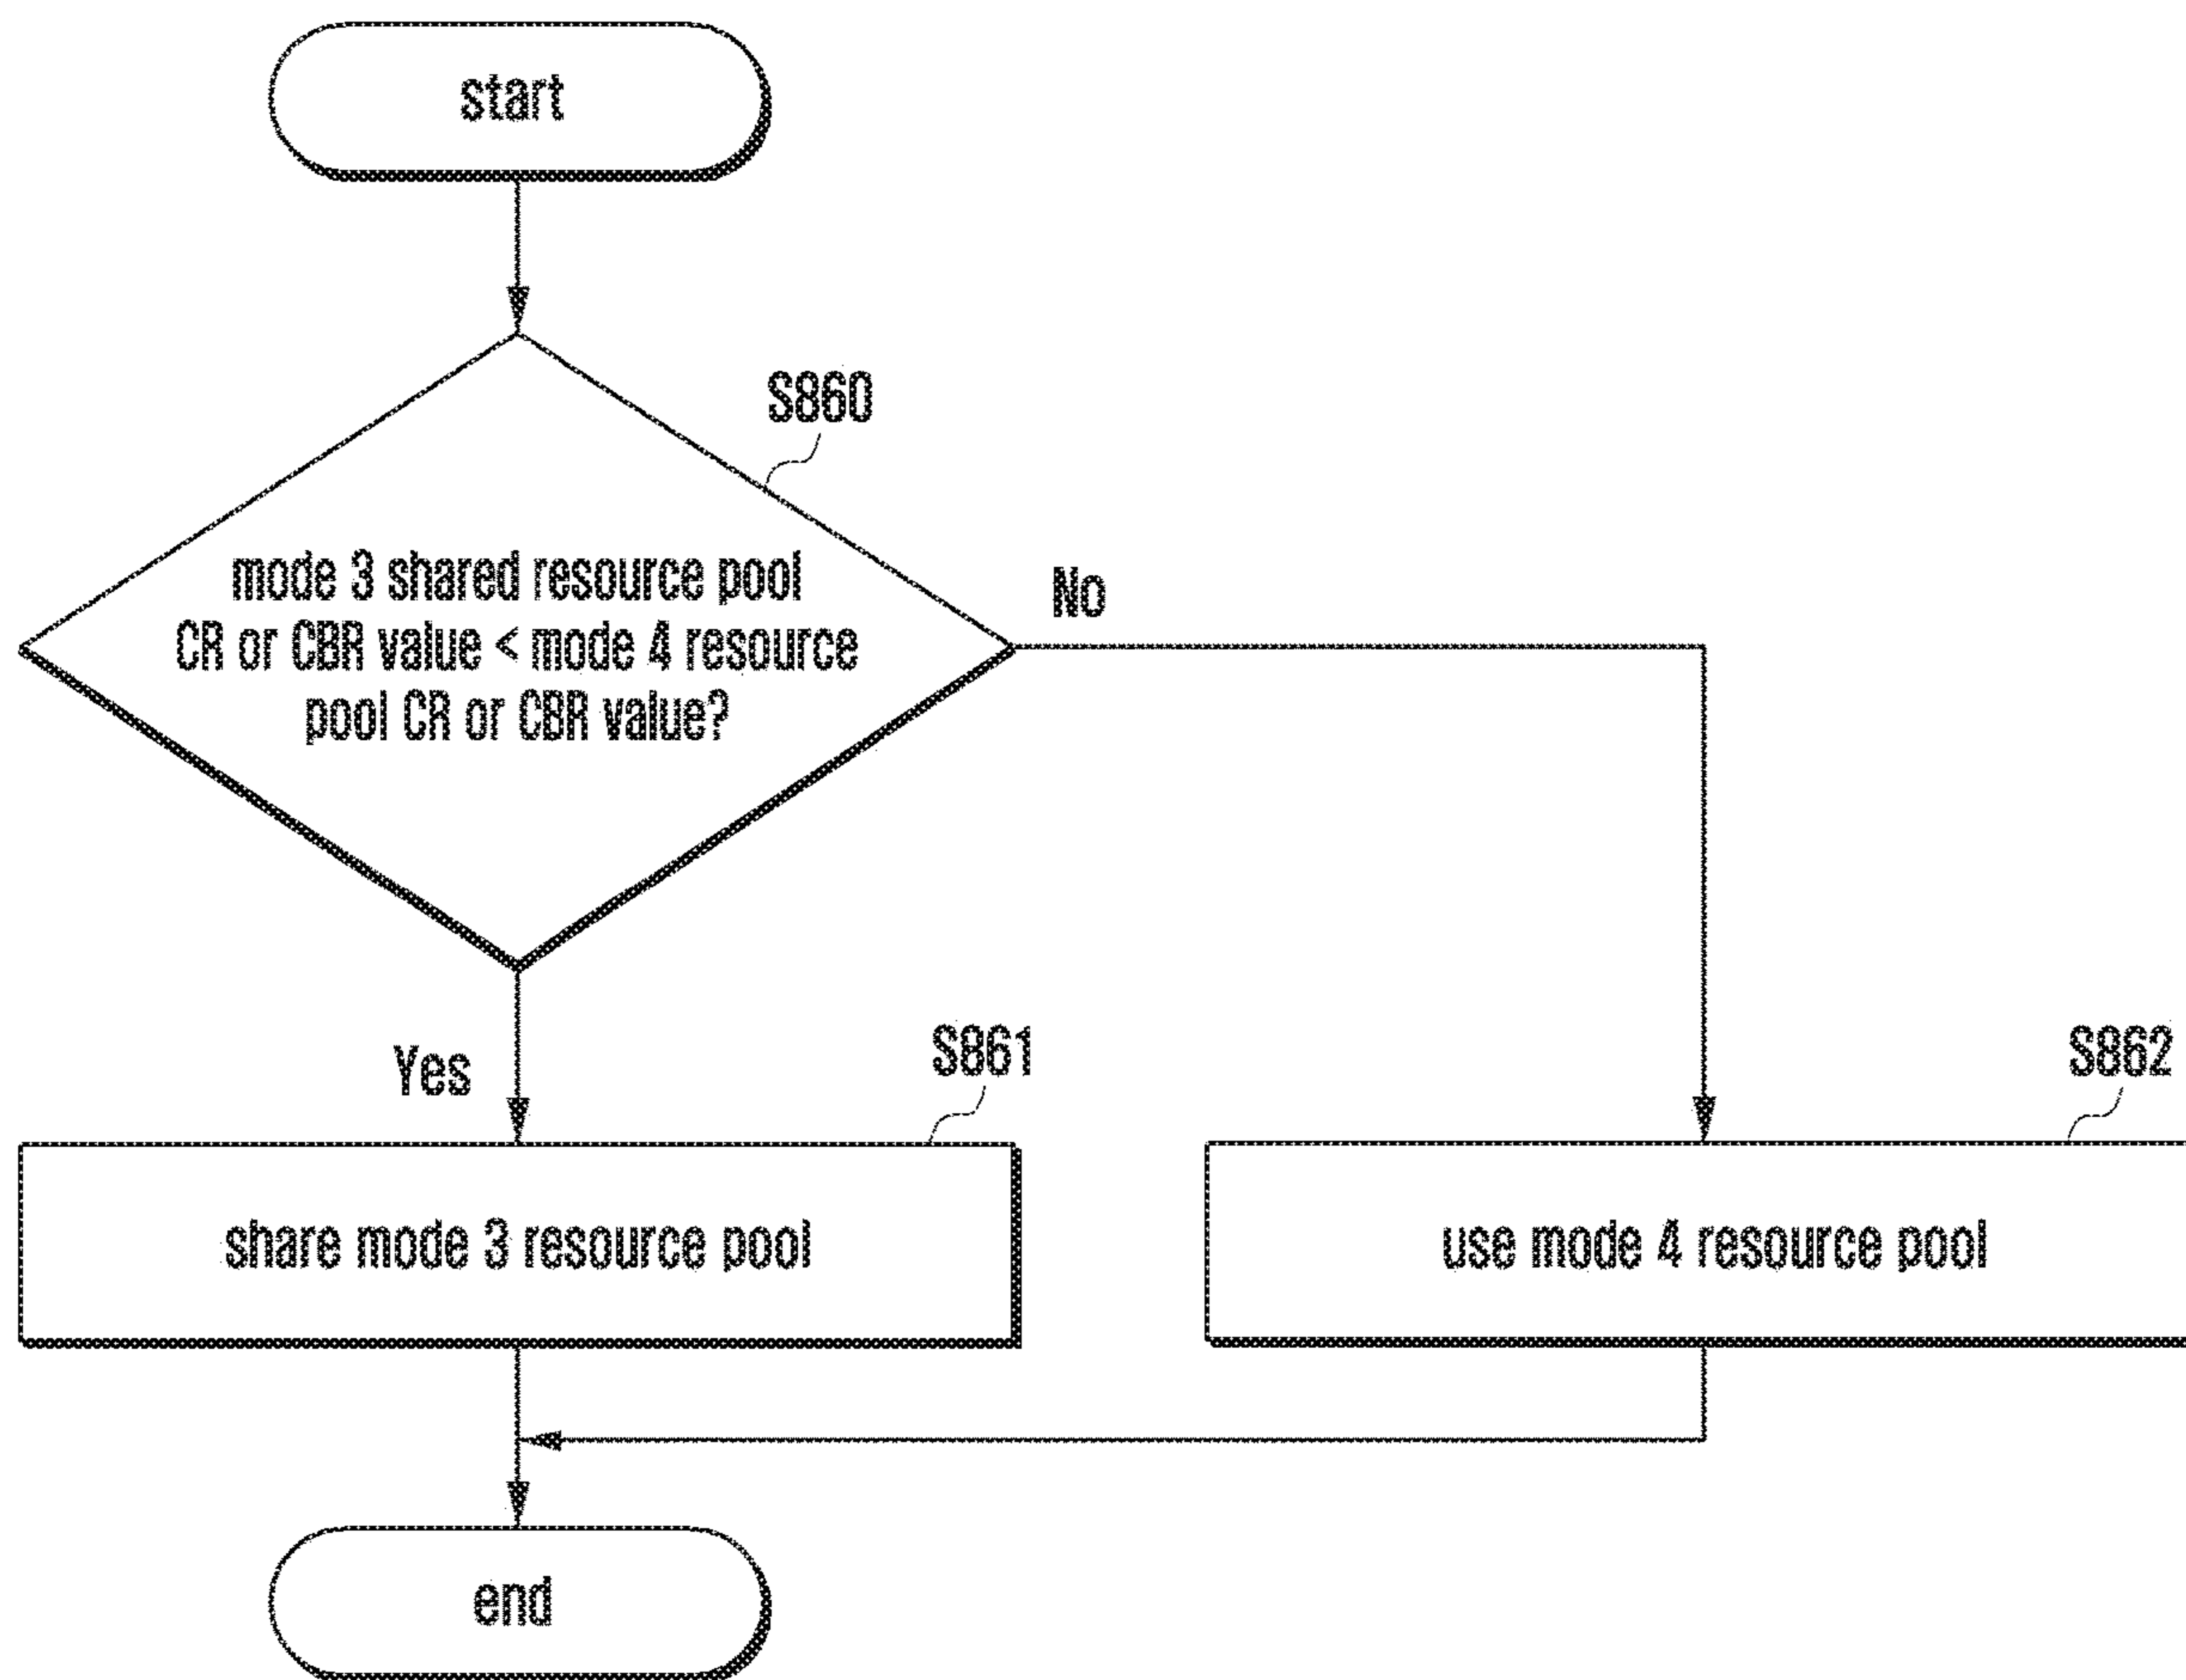 start
S860
mode 3 shared resource pool
CR or CBR value < mode 4 resource
pool CR or CBR value?
No
Yes
S861
S862
share mode 3 resource pool
use mode 4 resource pool
end